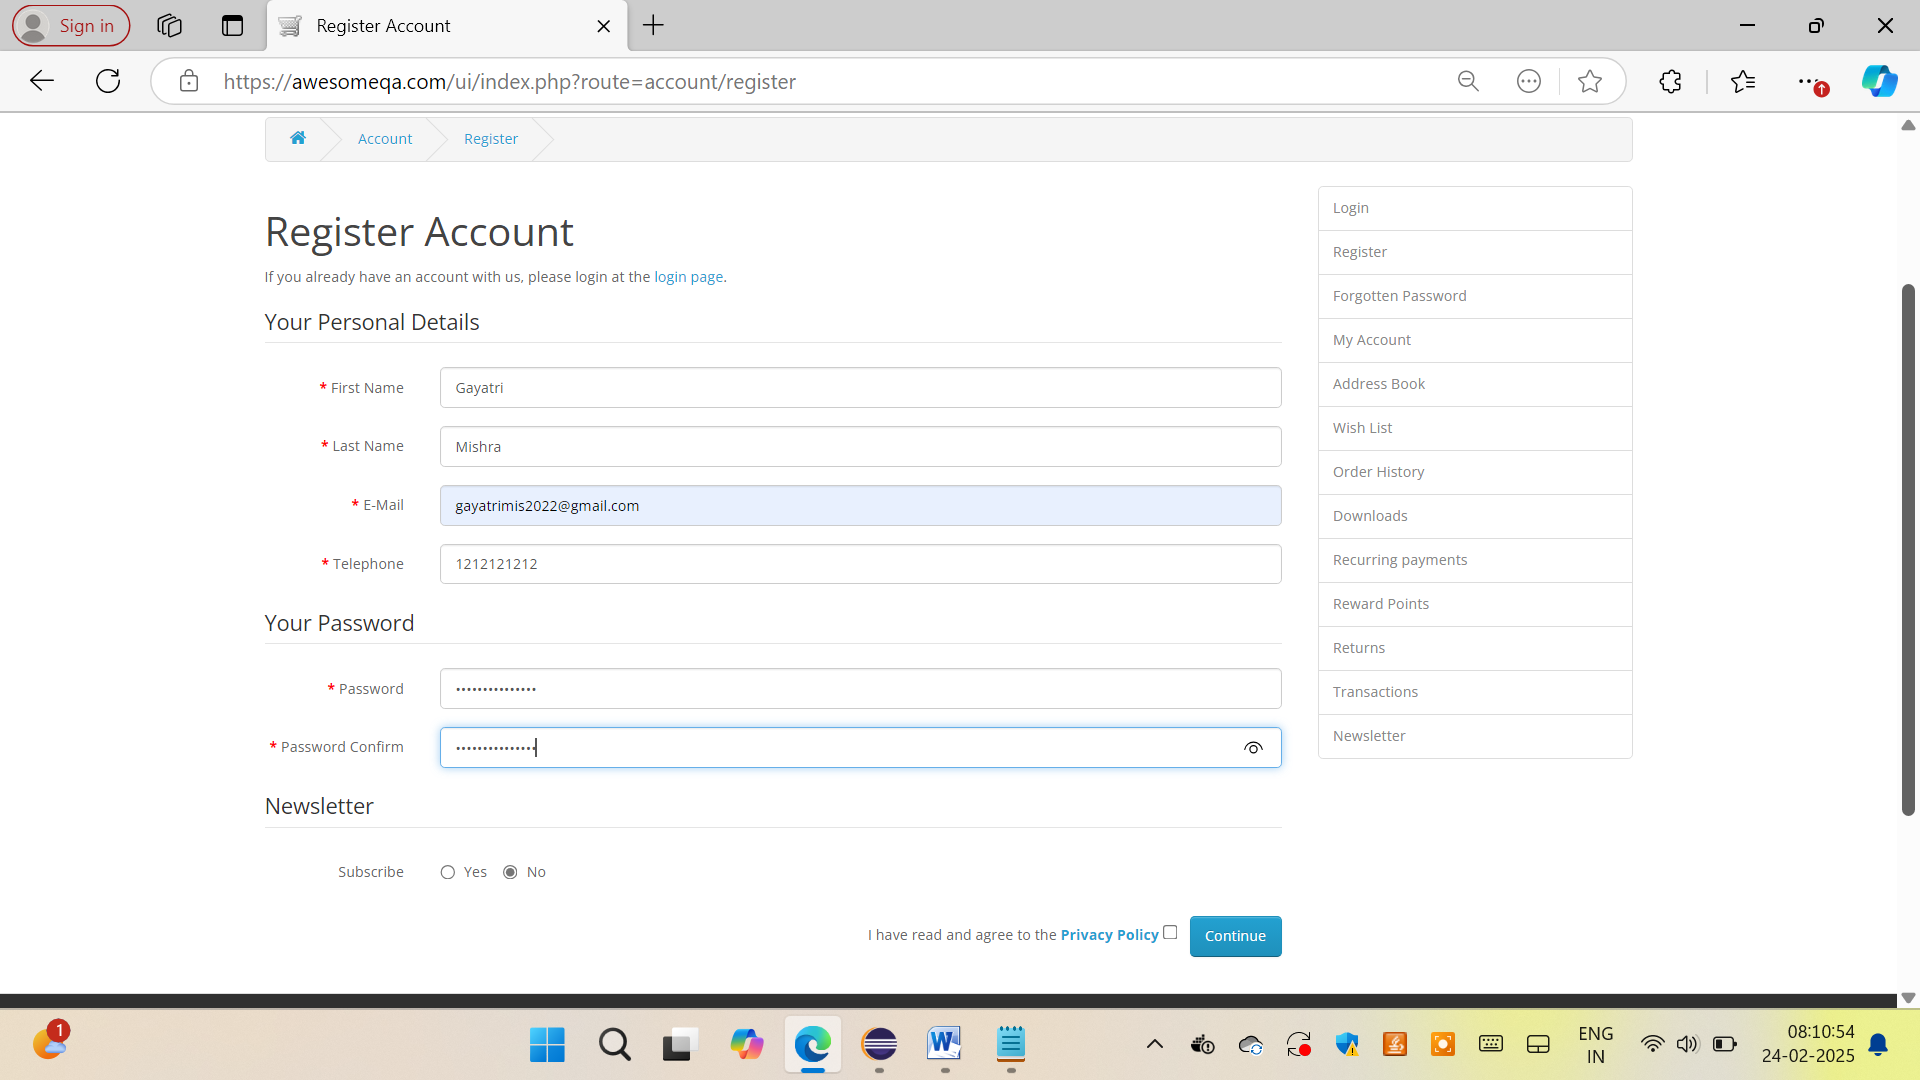 Sign in
Register Account
https://awesomeqa.com/ui/index.php?route=account/register
Account
Register
Register Account
If you already have an account with us, please login at the login page.
Your Personal Details
* First Name
Gayatri
* Last Name
Mishra
* E-Mail
gayatrimis2022@gmail.com
* Telephone
1212121212
Your Password
* Password
•••••••••••••••
* Password Confirm
•••••••••••••••
Newsletter
Subscribe
Yes
No
I have read and agree to the Privacy Policy
Continue
Login
Register
Forgotten Password
My Account
Address Book
Wish List
Order History
Downloads
Recurring payments
Reward Points
Returns
Transactions
Newsletter
1
ENG
IN
08:10:54
24-02-2025